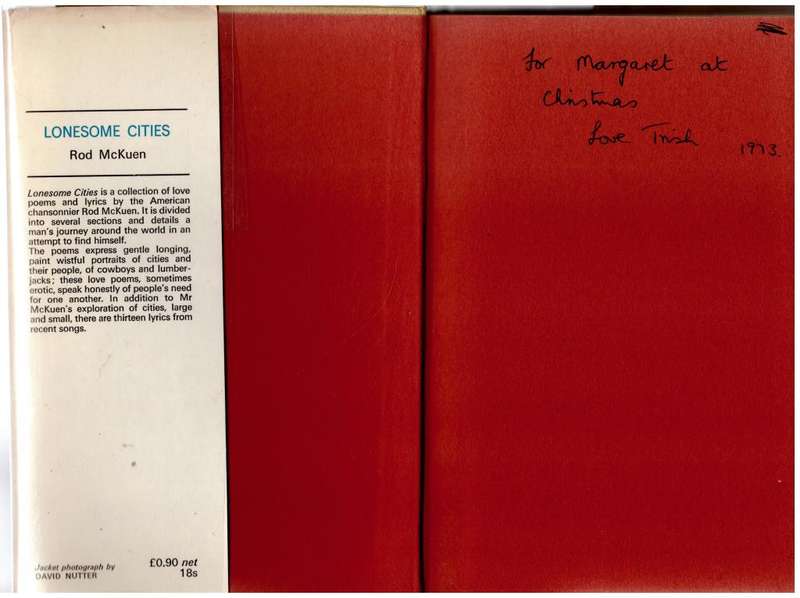 LONESOME CITIES
Rod McKuen
Lonesome Cities is a collection of love
poems and lyrics by the American
chansonnier Rod McKuen. It is divided
into several sections and details a
man's journey around the world in an
attempt to find himself.
The poems express gentle longing,
paint wistful portraits of cities and
their people, of cowboys and lumber-
jacks; these love poems, sometimes
erotic, speak honestly of people's need
for one another. In addition to Mr
McKuen's exploration of cities, large
and small, there are thirteen lyrics from
recent songs.
Jacket photograph by
DAVID NUTTER
£0.90 net
18s
For Margaret at
Christmas
Love Trish 1973.